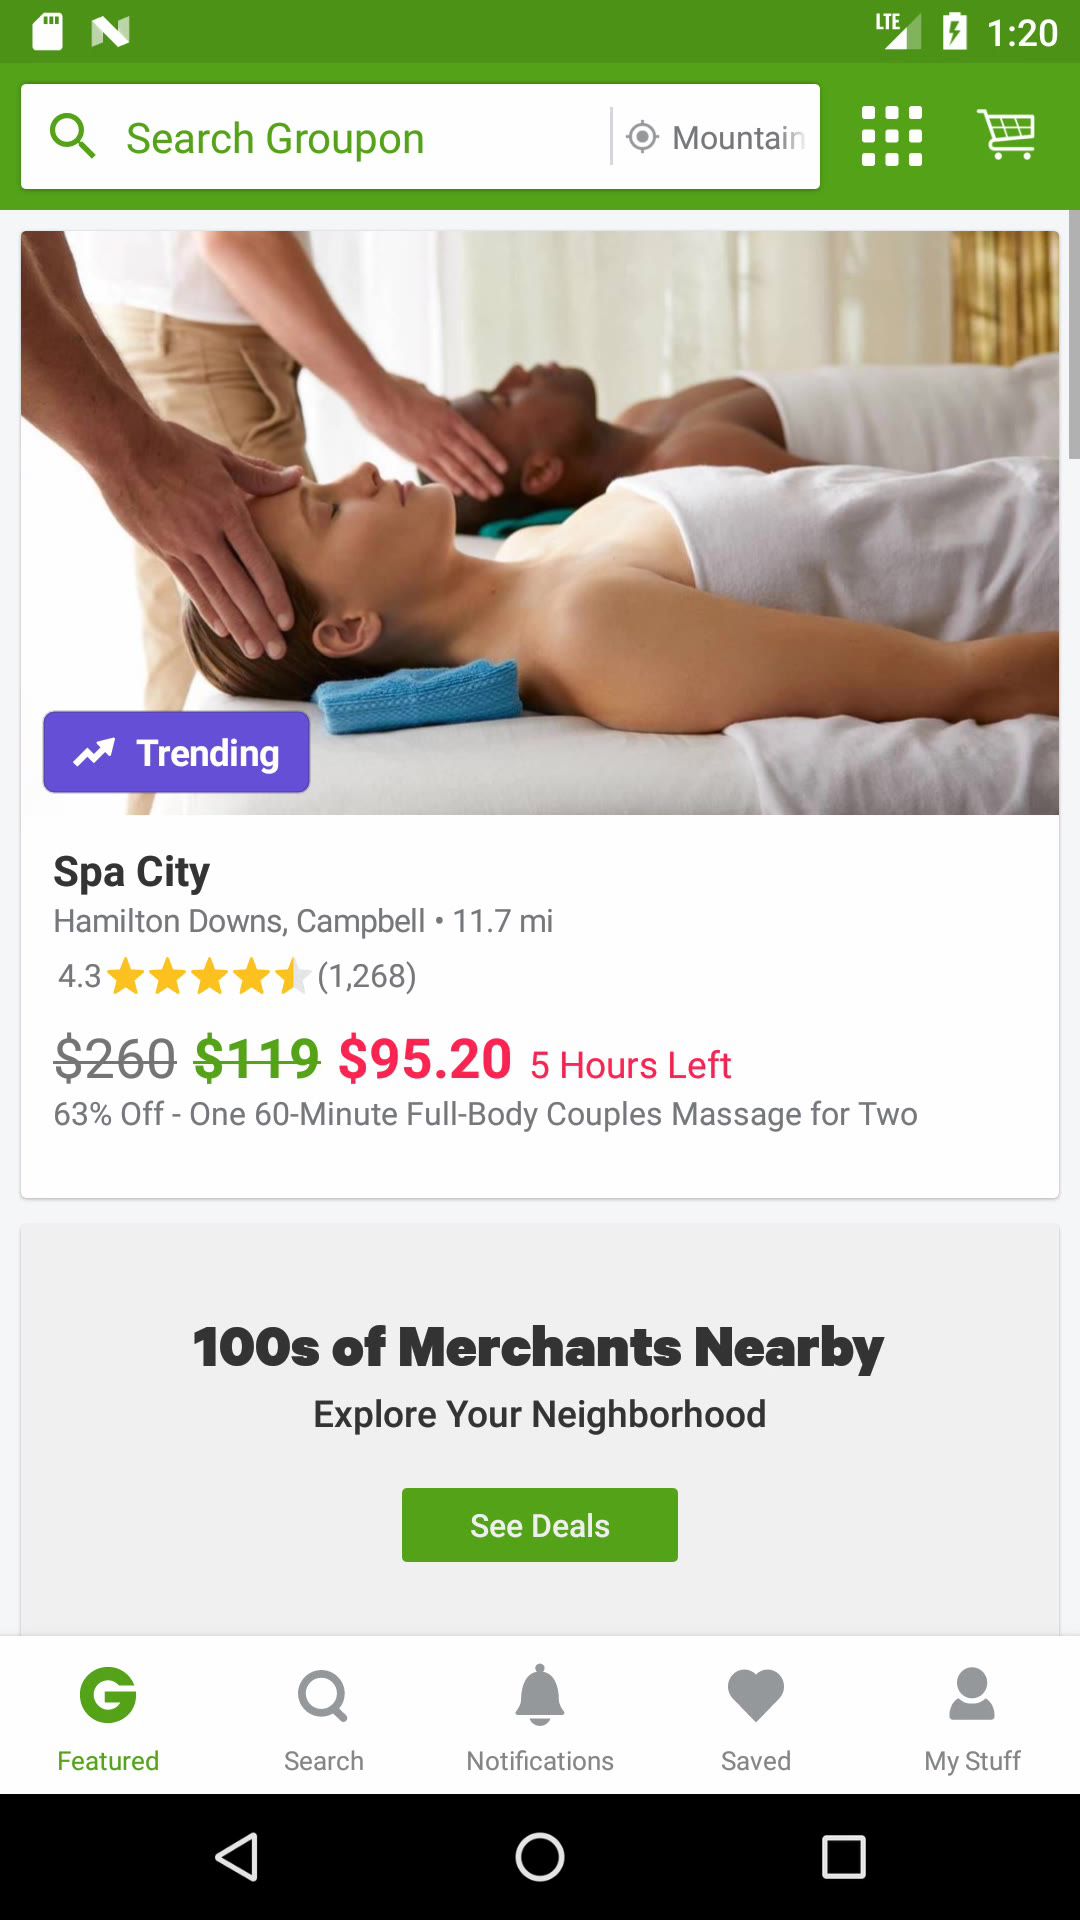 LTE 1:20
Search Groupon Mountain
Trending
Spa City
Hamilton Downs, Campbell • 11.7 mi
4.3 (1,268)
$260 $119 $95.20 5 Hours Left
63% Off - One 60-Minute Full-Body Couples Massage for Two
100s of Merchants Nearby
Explore Your Neighborhood
See Deals
Featured Search Notifications Saved My Stuff